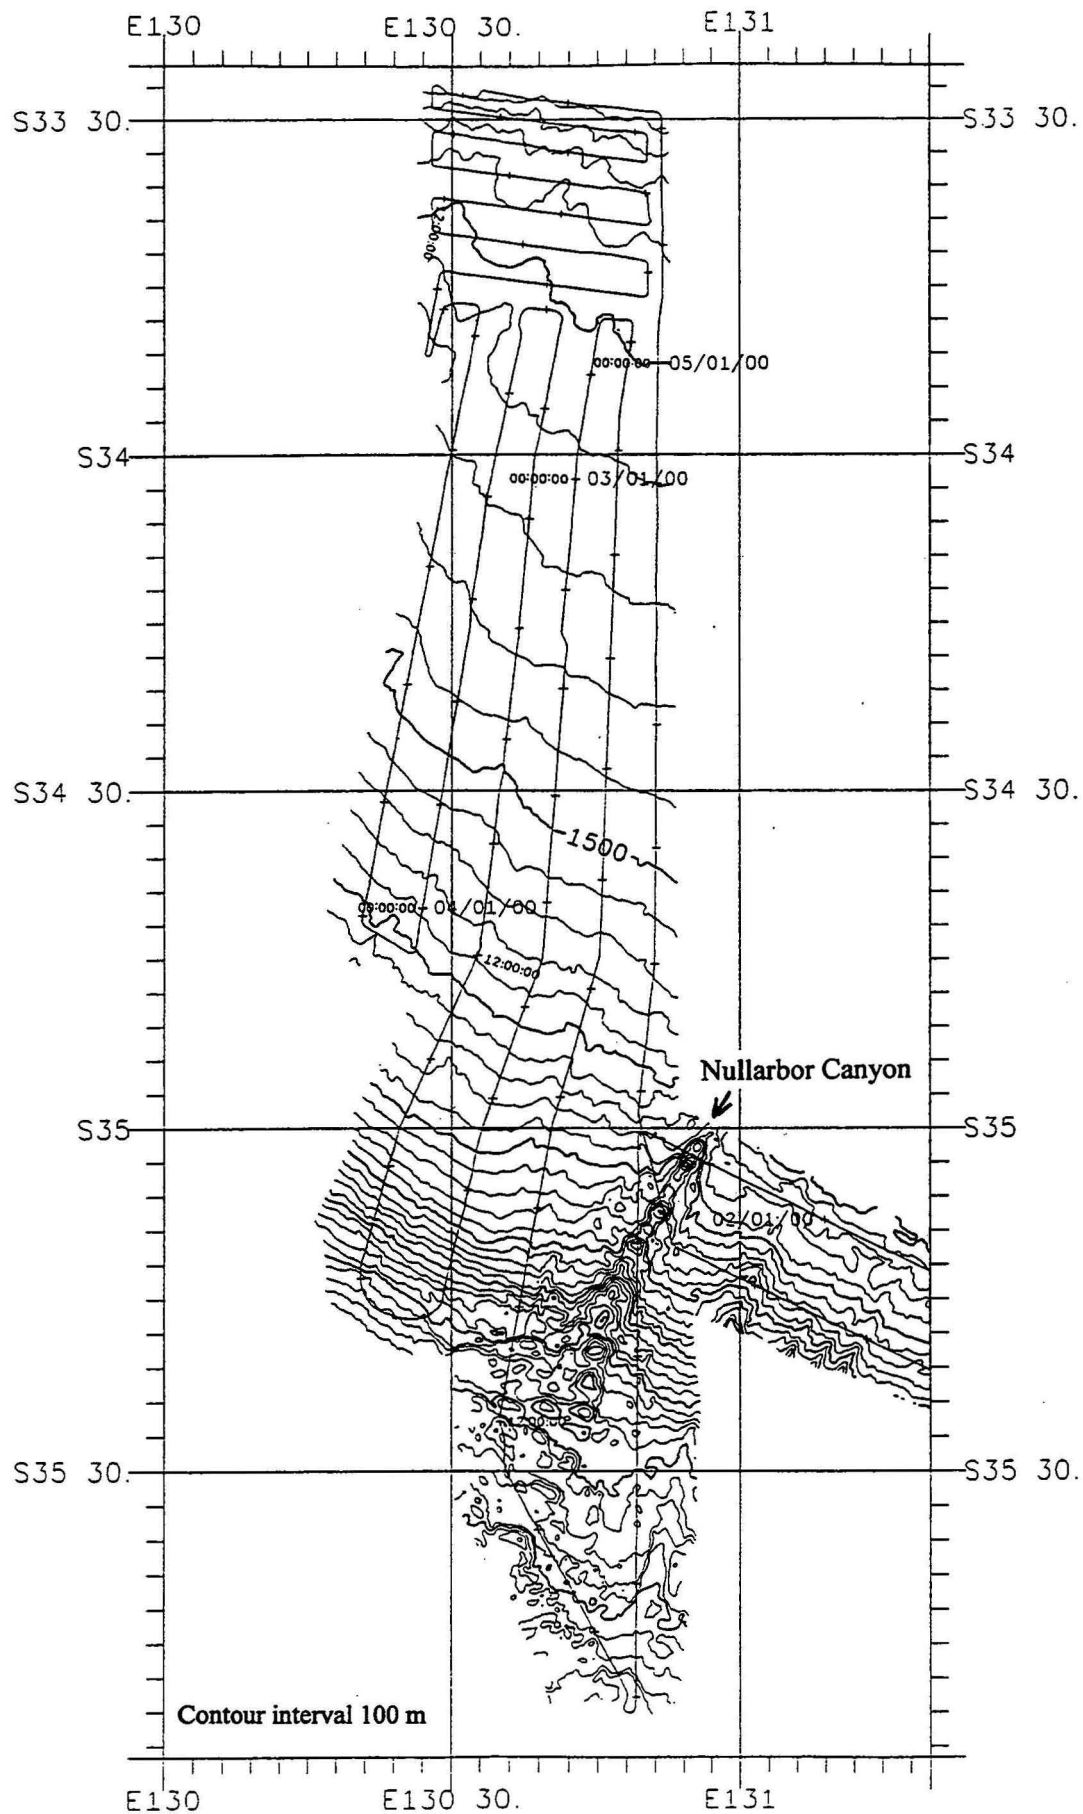 E130 E130 30. E131
S33 30. S33 30.
2:00:00
00:00:00 05/01/00
S34 S34
00:00:00 03/01/00
S34 30. S34 30.
1500
00:00:00 04/01/00
12:00:00
Nullarbor Canyon
S35 S35
02/01/00
12:00:00
S35 30. S35 30.
Contour interval 100 m
E130 E130 30. E131